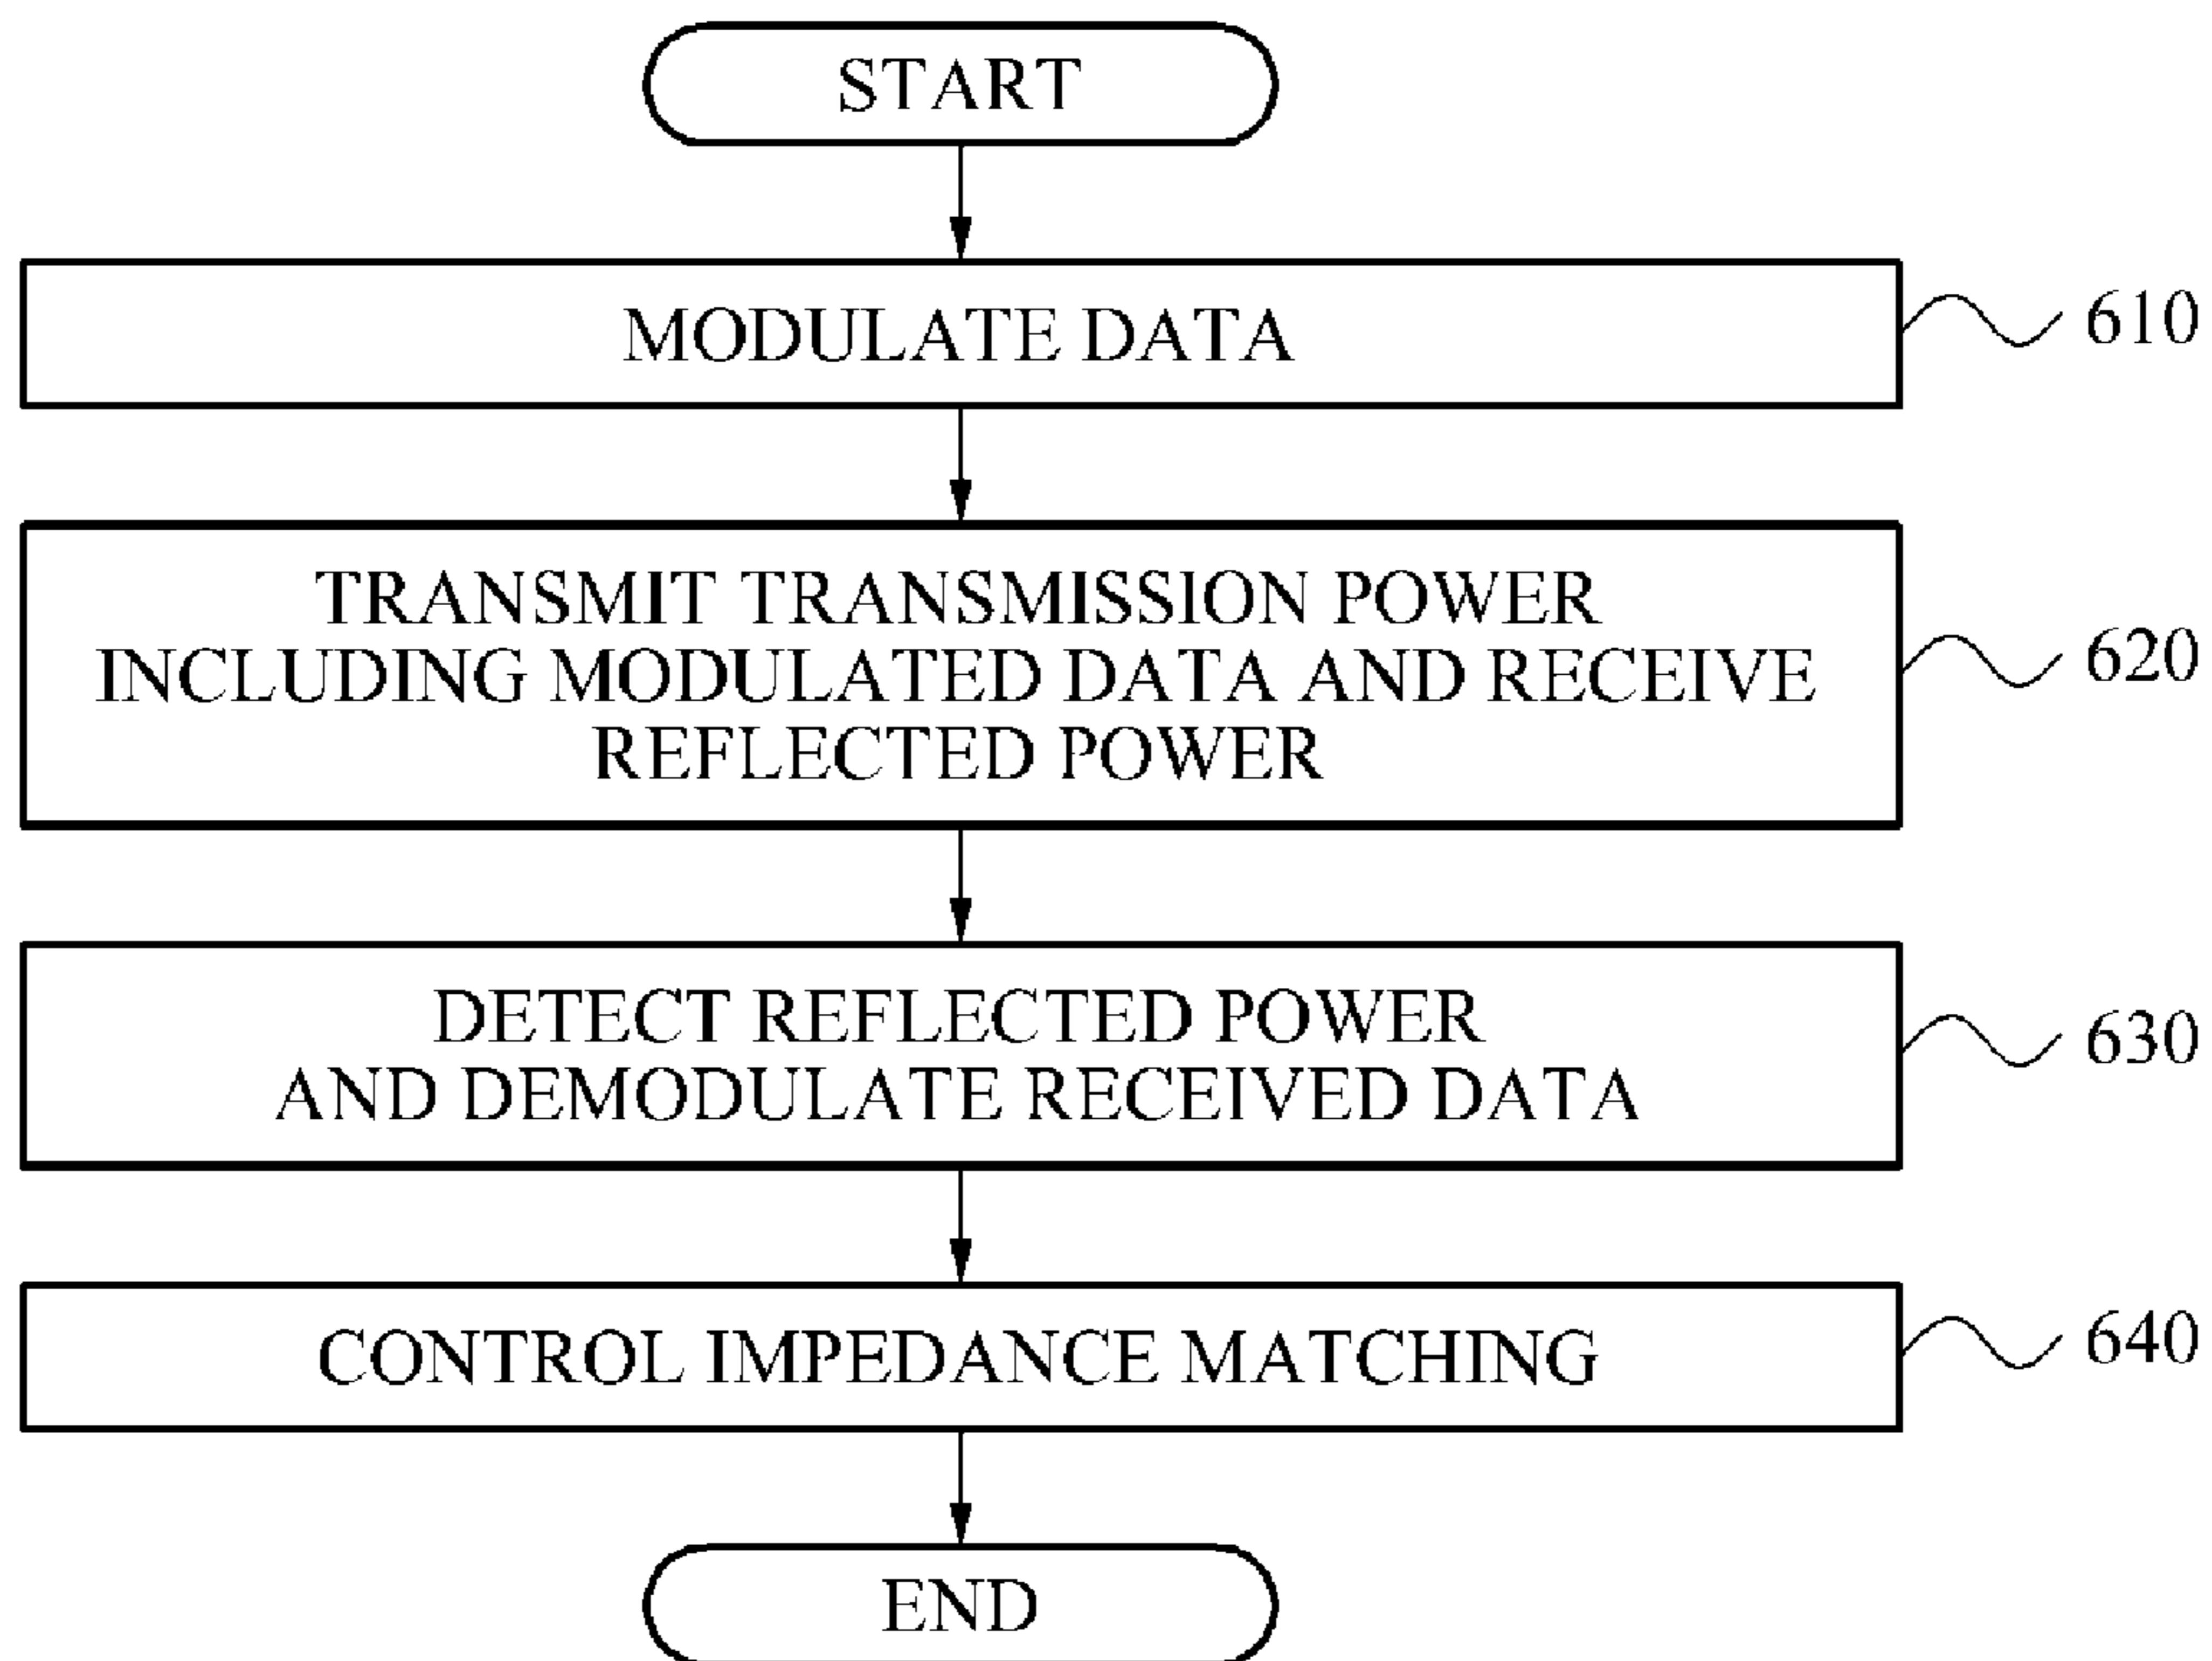 START
MODULATE DATA
610
TRANSMIT TRANSMISSION POWER
INCLUDING MODULATED DATA AND RECEIVE
REFLECTED POWER
620
DETECT REFLECTED POWER
AND DEMODULATE RECEIVED DATA
630
CONTROL IMPEDANCE MATCHING
640
END